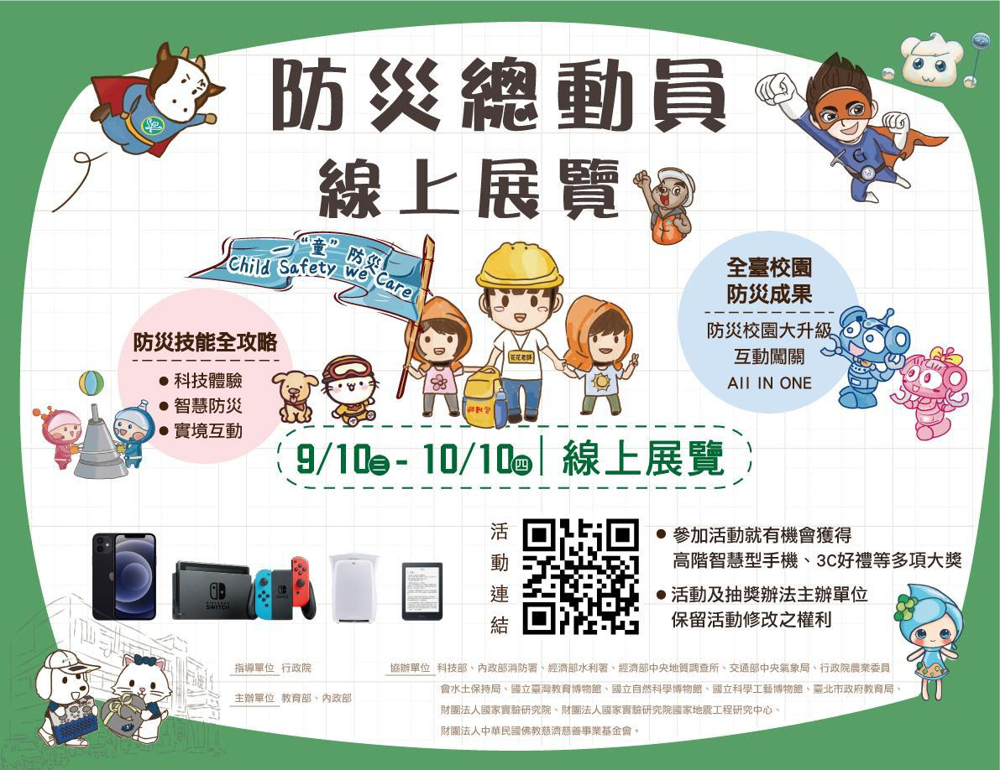 防災總動員
線上展覽
一“童”防災
Child Safety we Care
全臺校園
防災成果
防災校園大升級
互動闖關
All IN ONE
防災技能全攻略
● 科技體驗
● 智慧防災
● 實境互動
花花老師
避難包
G
9/10㊂ - 10/10㊃ | 線上展覽
活動連結
● 參加活動就有機會獲得
高階智慧型手機、3C好禮等多項大獎
● 活動及抽獎辦法主辦單位
保留活動修改之權利
NINTENDO
SWITCH
指導單位 行政院
主辦單位 教育部、內政部
協辦單位 科技部、內政部消防署、經濟部水利署、經濟部中央地質調查所、交通部中央氣象局、行政院農業委員
會水土保持局、國立臺灣教育博物館、國立自然科學博物館、國立科學工藝博物館、臺北市政府教育局、
財團法人國家實驗研究院、財團法人國家實驗研究院國家地震工程研究中心、
財團法人中華民國佛教慈濟慈善事業基金會。